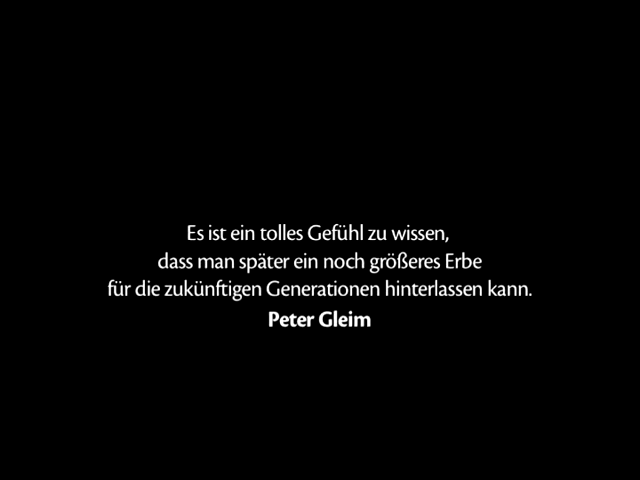 Es ist ein tolles Gefühl zu wissen,
dass man später ein noch größeres Erbe
für die zukünftigen Generationen hinterlassen kann.
Peter Gleim